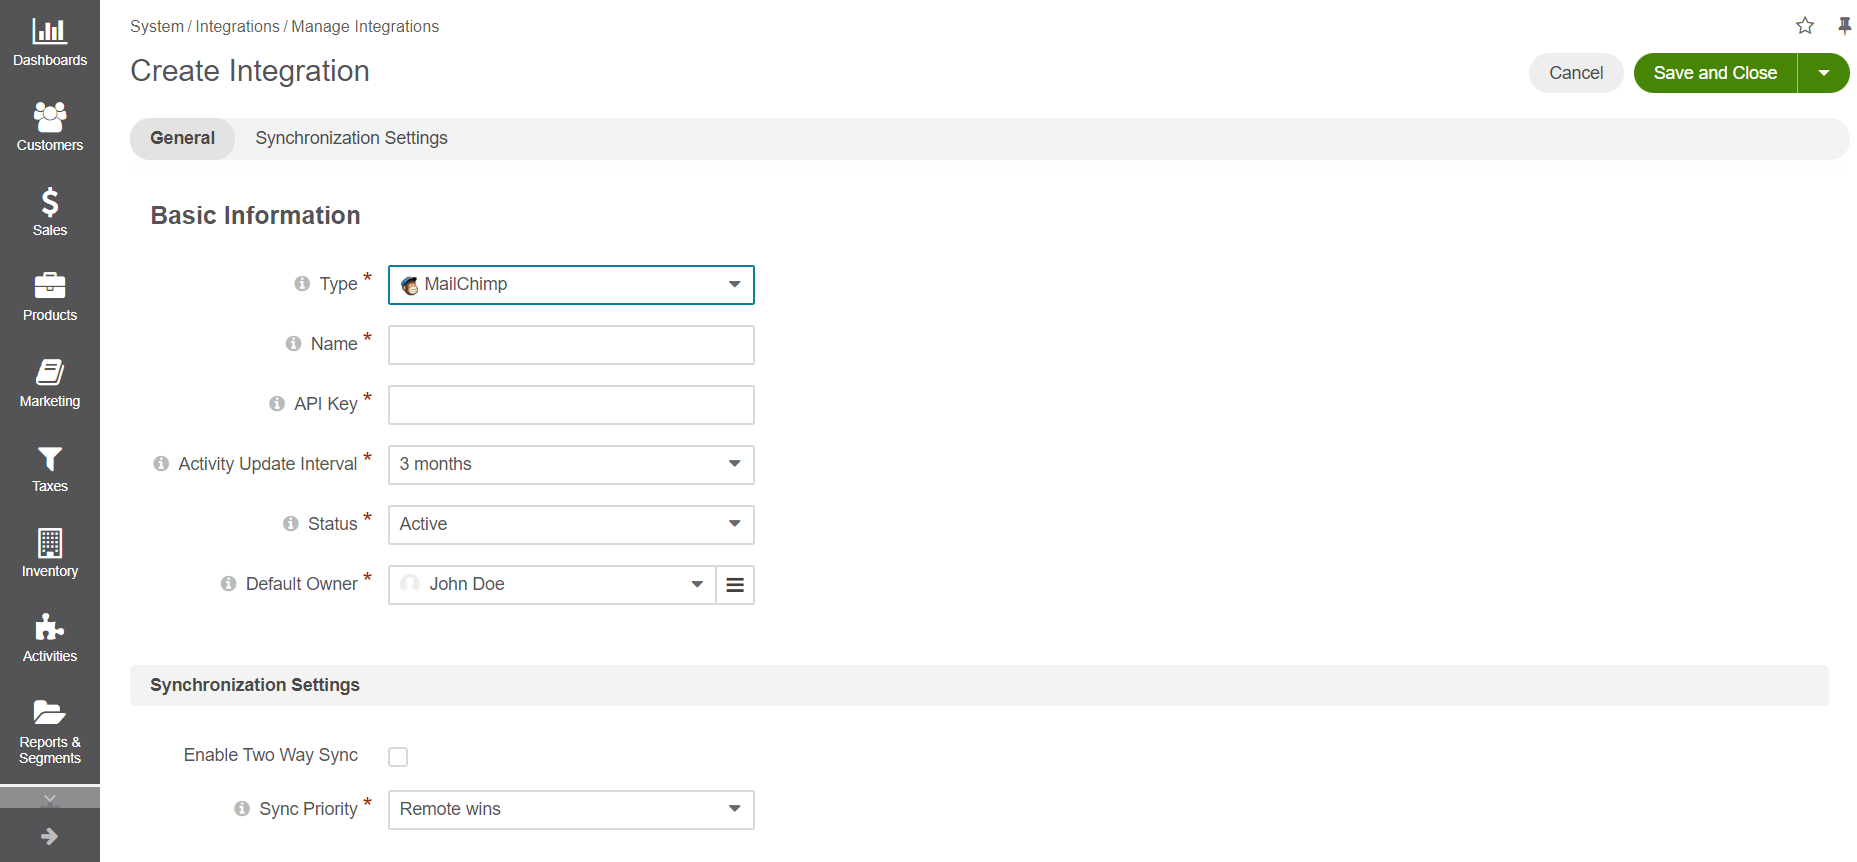 Dashboards
Customers
Sales
Products
Marketing
Taxes
Inventory
Activities
Reports &
Segments
System / Integrations / Manage Integrations
Create Integration
Cancel
Save and Close
General
Synchronization Settings
Basic Information
Type *
MailChimp
Name *
API Key *
Activity Update Interval *
3 months
Status *
Active
Default Owner *
John Doe
Synchronization Settings
Enable Two Way Sync
Sync Priority *
Remote wins